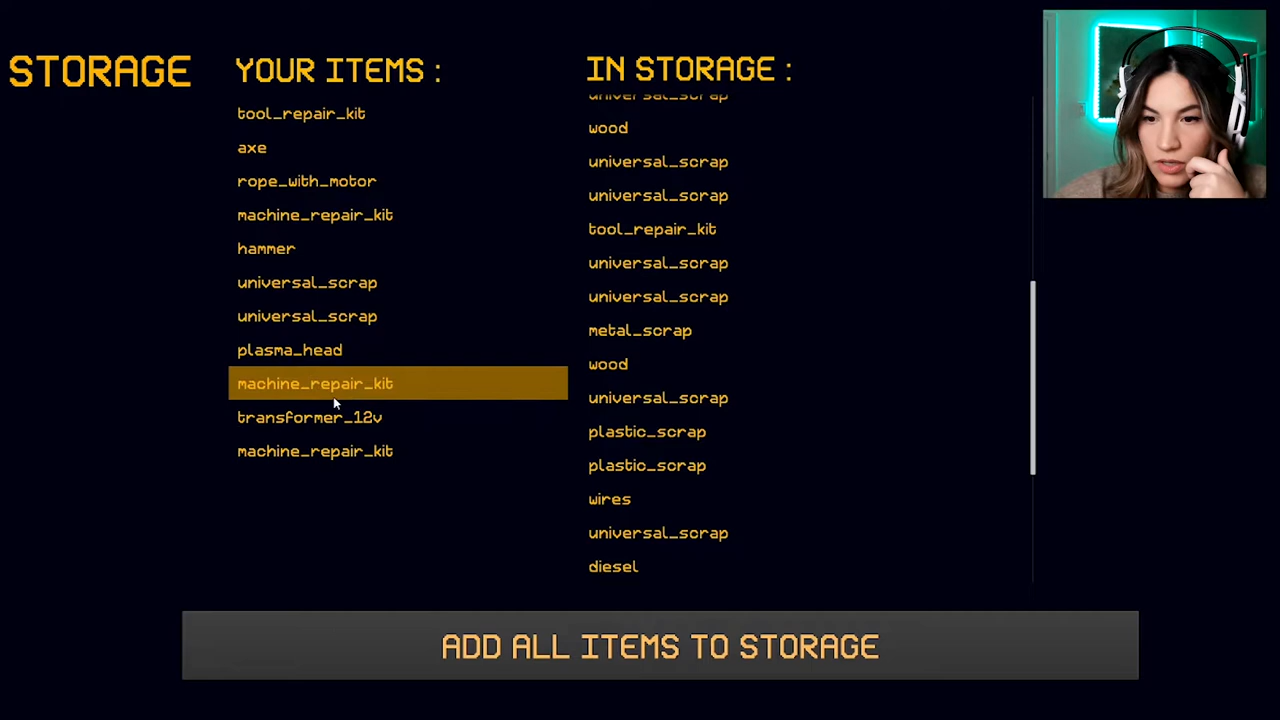 STORAGE
YOUR ITEMS :
tool_repair_kit
axe
rope_with_motor
machine_repair_kit
hammer
universal_scrap
universal_scrap
plasma_head
machine_repair_kit
transformer_12v
machine_repair_kit
IN STORAGE :
universal_scrap
wood
universal_scrap
universal_scrap
tool_repair_kit
universal_scrap
universal_scrap
metal_scrap
wood
universal_scrap
plastic_scrap
plastic_scrap
wires
universal_scrap
diesel
ADD ALL ITEMS TO STORAGE